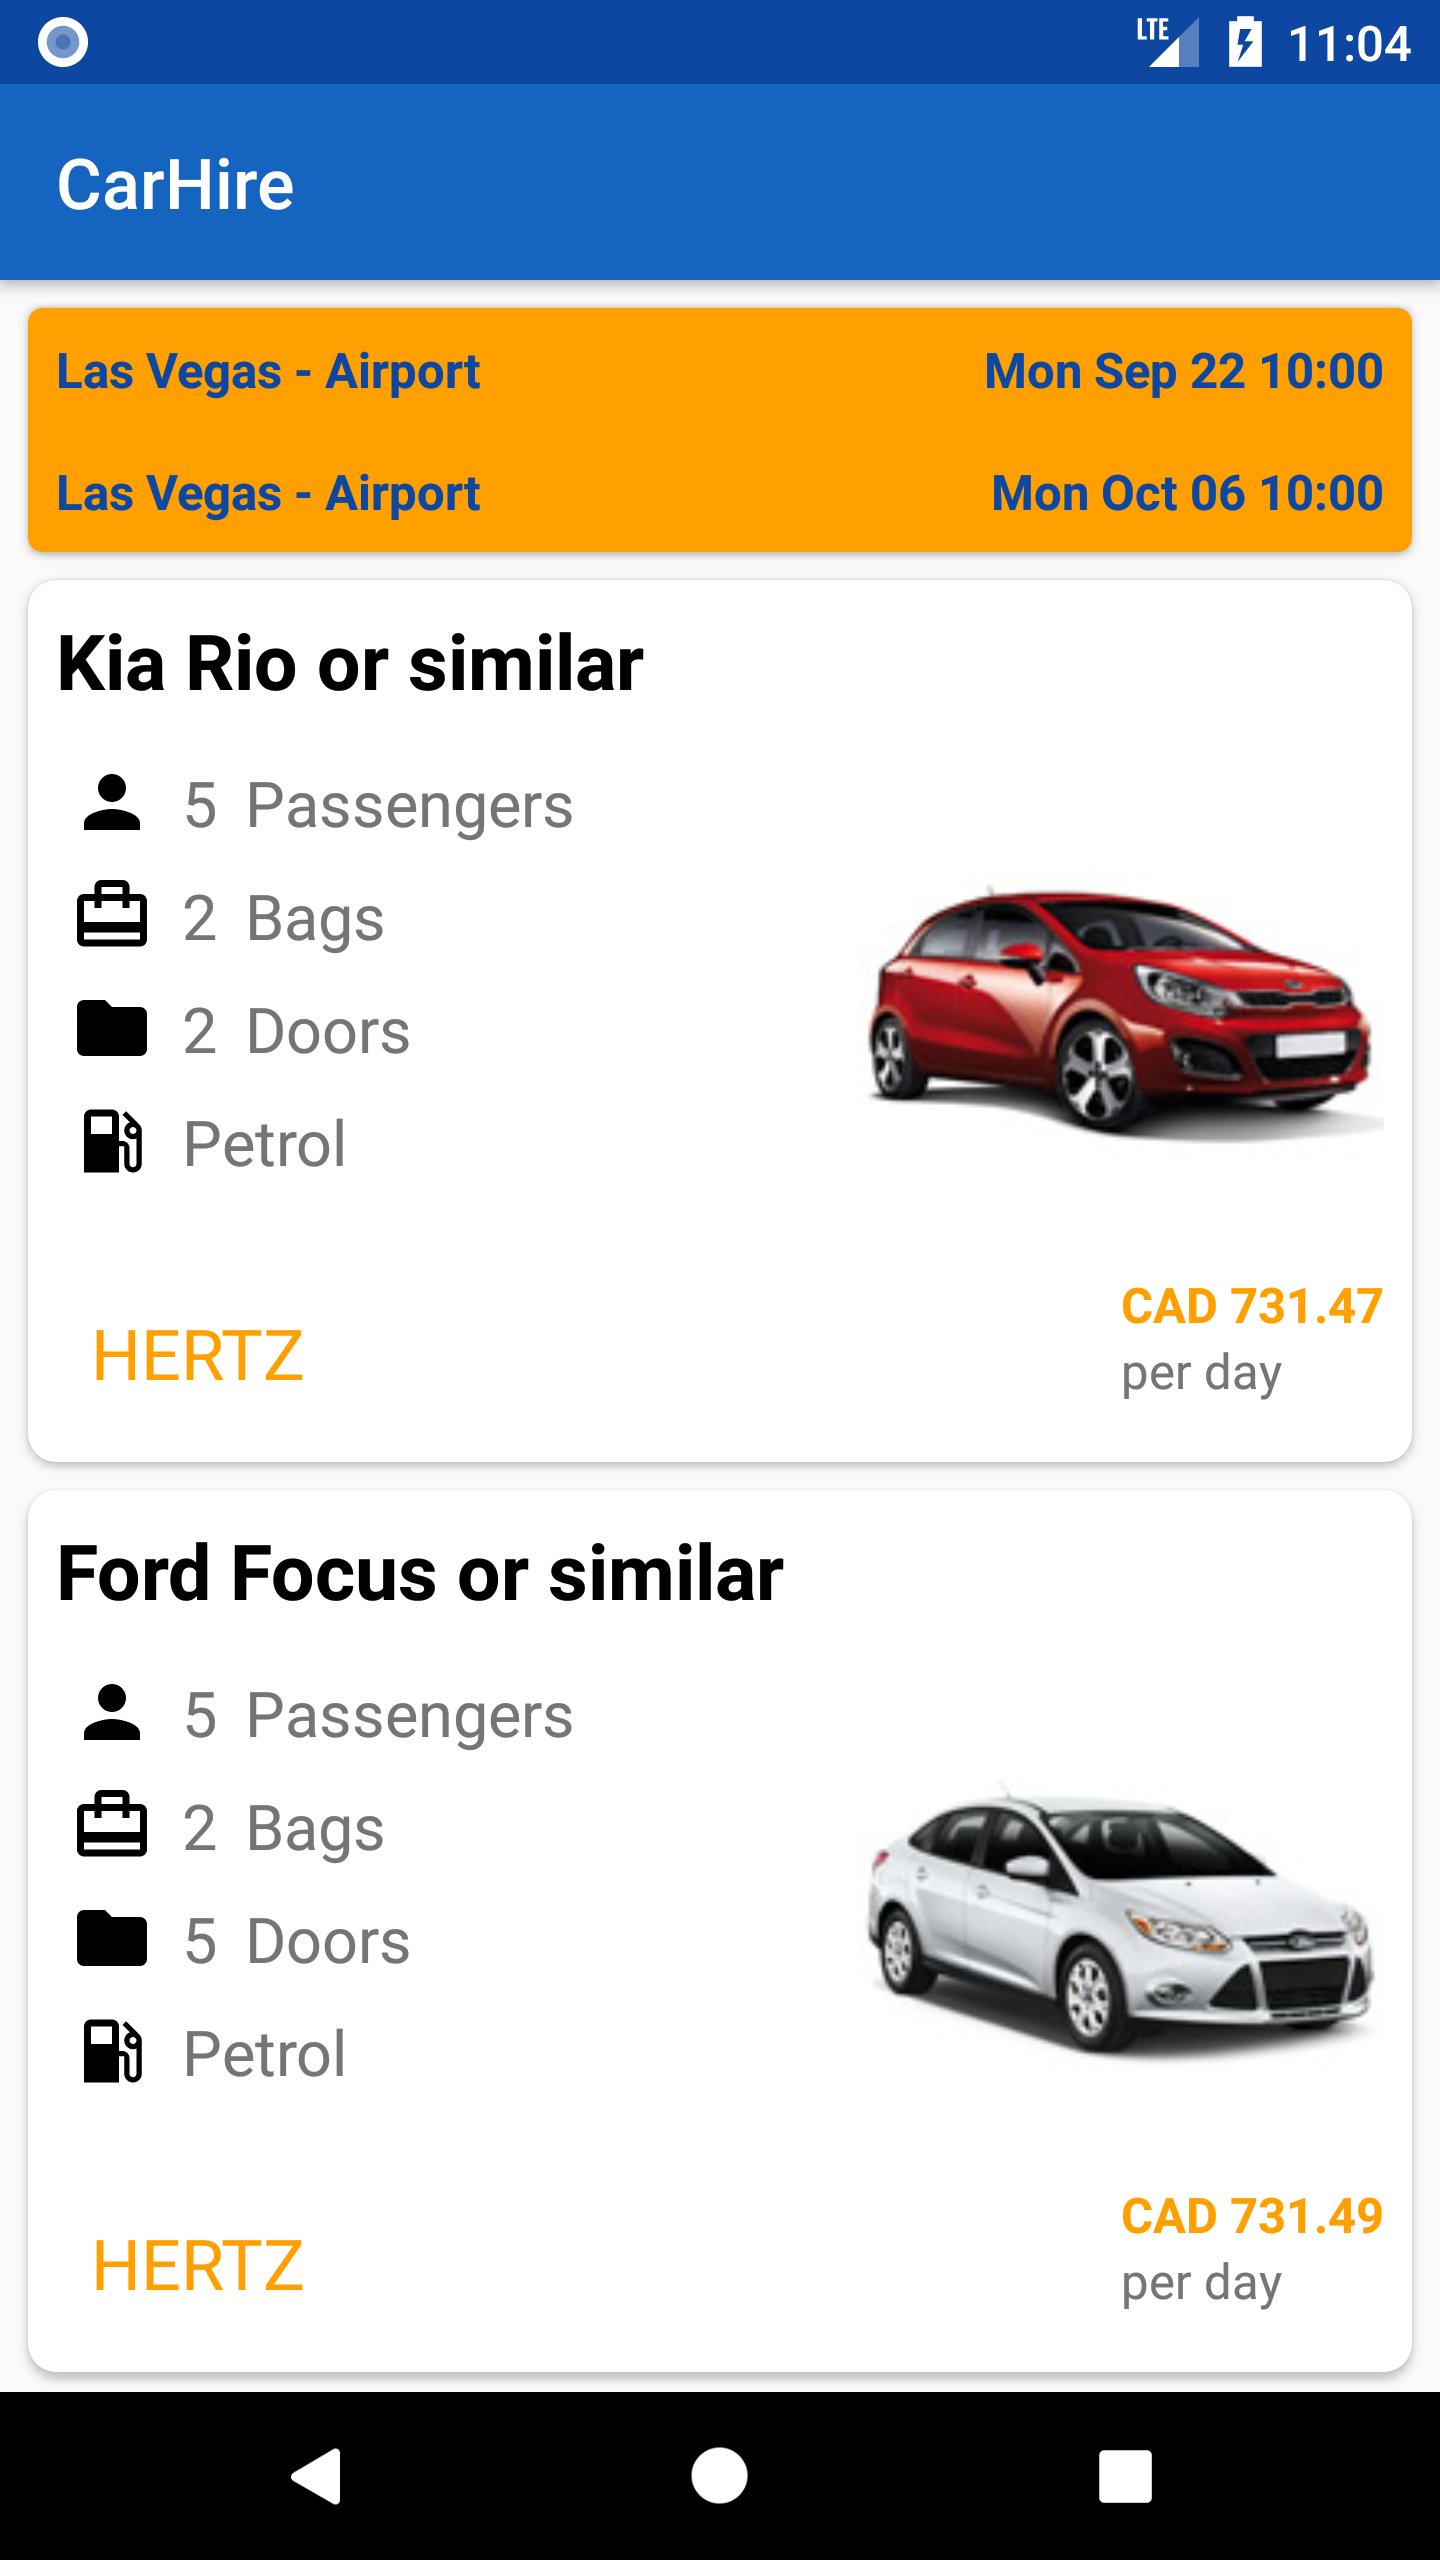 LTE 11:04
CarHire
Las Vegas - Airport Mon Sep 22 10:00
Las Vegas - Airport Mon Oct 06 10:00
Kia Rio or similar
5 Passengers
2 Bags
2 Doors
Petrol
HERTZ
CAD 731.47
per day
Ford Focus or similar
5 Passengers
2 Bags
5 Doors
Petrol
HERTZ
CAD 731.49
per day